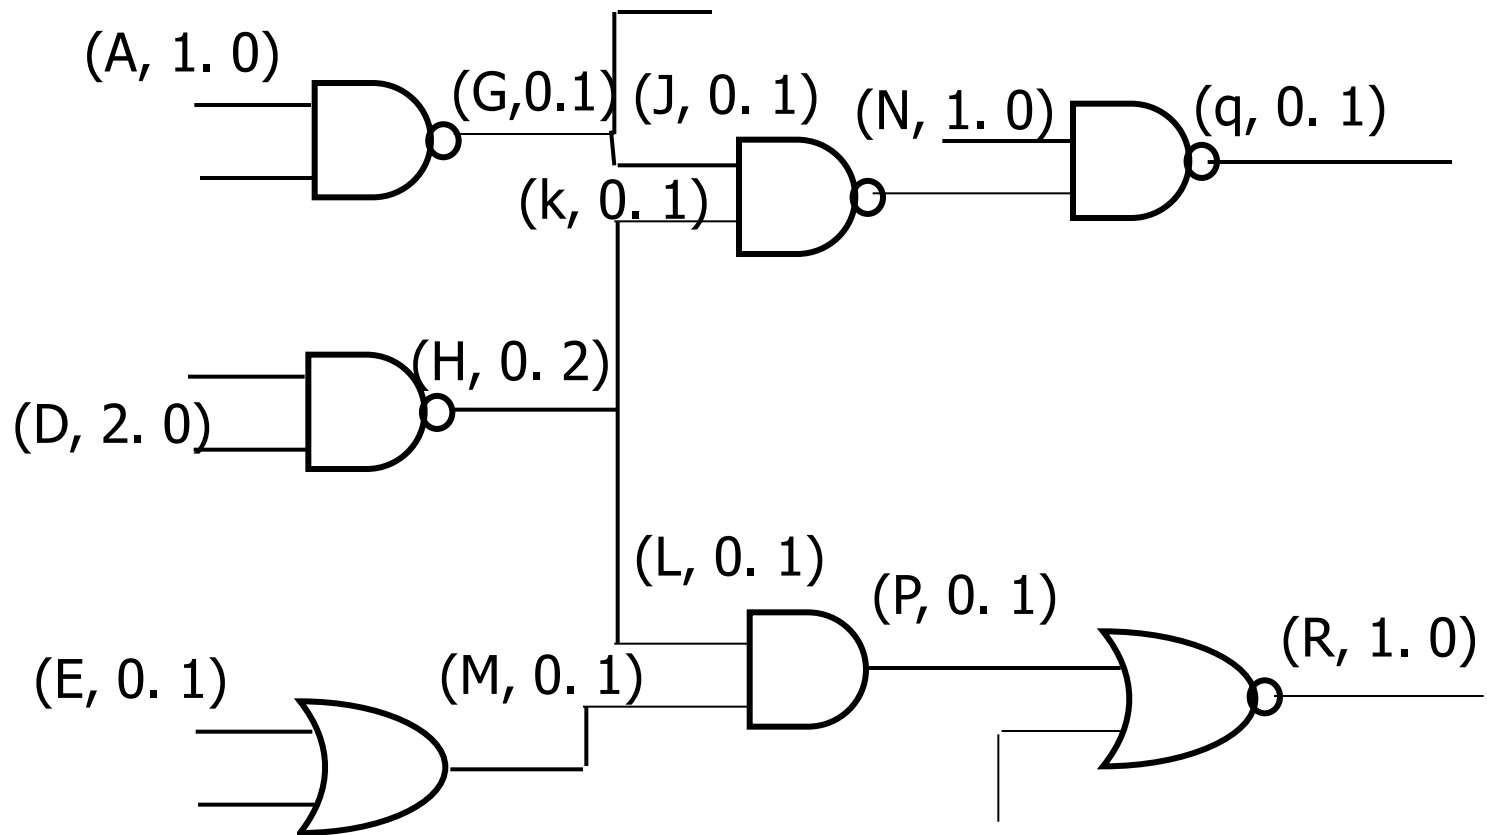 (A, 1. 0)
(G,0.1)
(J, 0. 1)
(N, 1. 0)
(q, 0. 1)
(k, 0. 1)
(H, 0. 2)
(D, 2. 0)
(L, 0. 1)
(P, 0. 1)
(R, 1. 0)
(E, 0. 1)
(M, 0. 1)